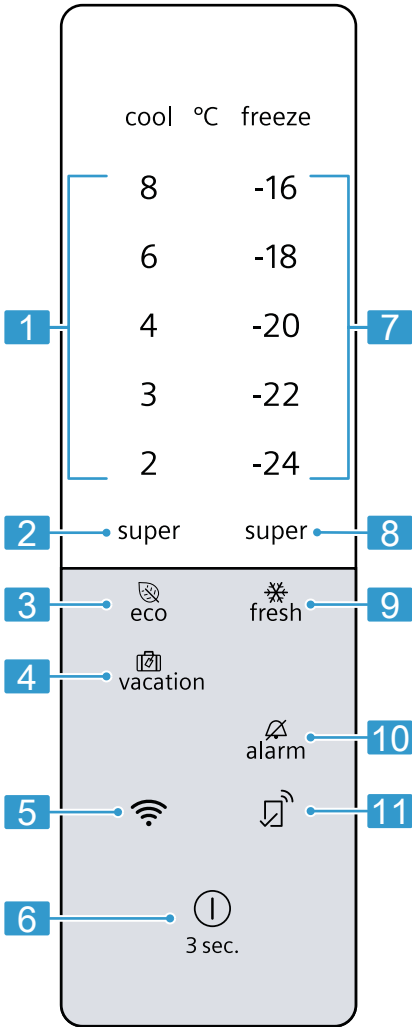 cool °C freeze
8 -16
6 -18
1 4 -20 7
3 -22
2 -24
2 super super 8
3 eco fresh 9
4 vacation
alarm 10
5 11
6
3 sec.